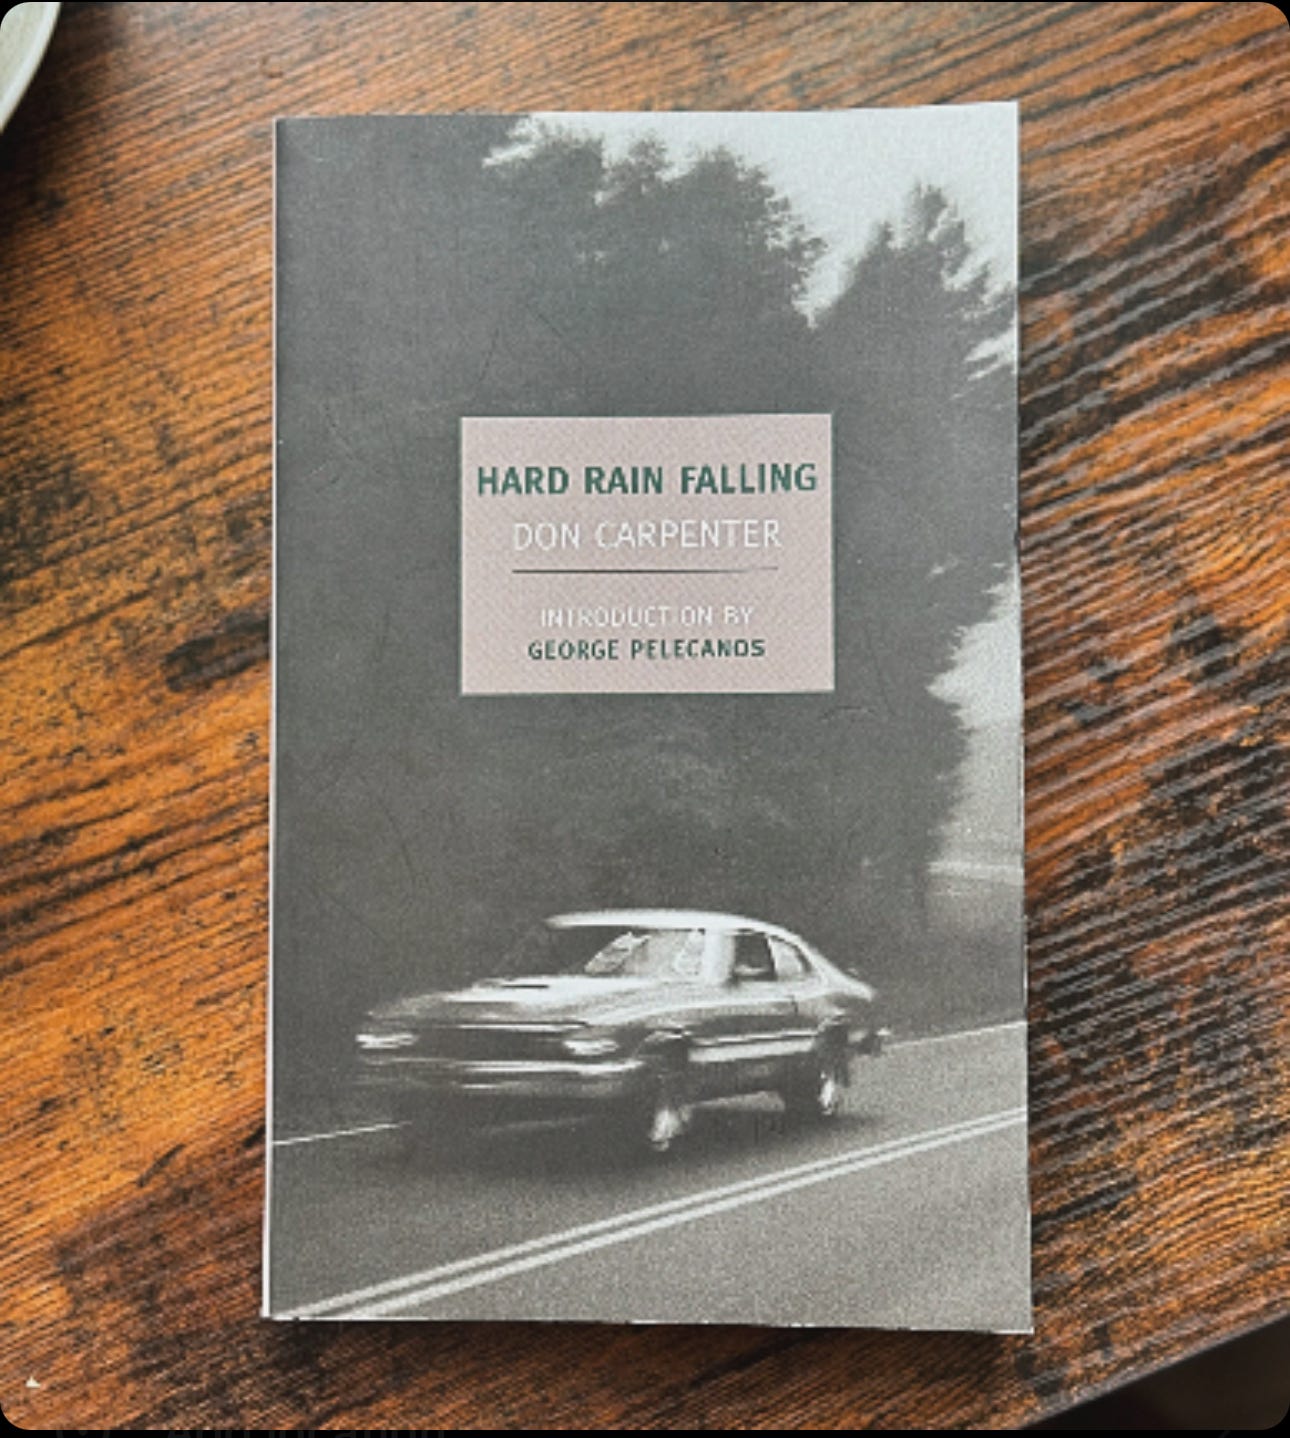 HARD RAIN FALLING
DON CARPENTER
INTRODUCTION BY
GEORGE PELECANOS